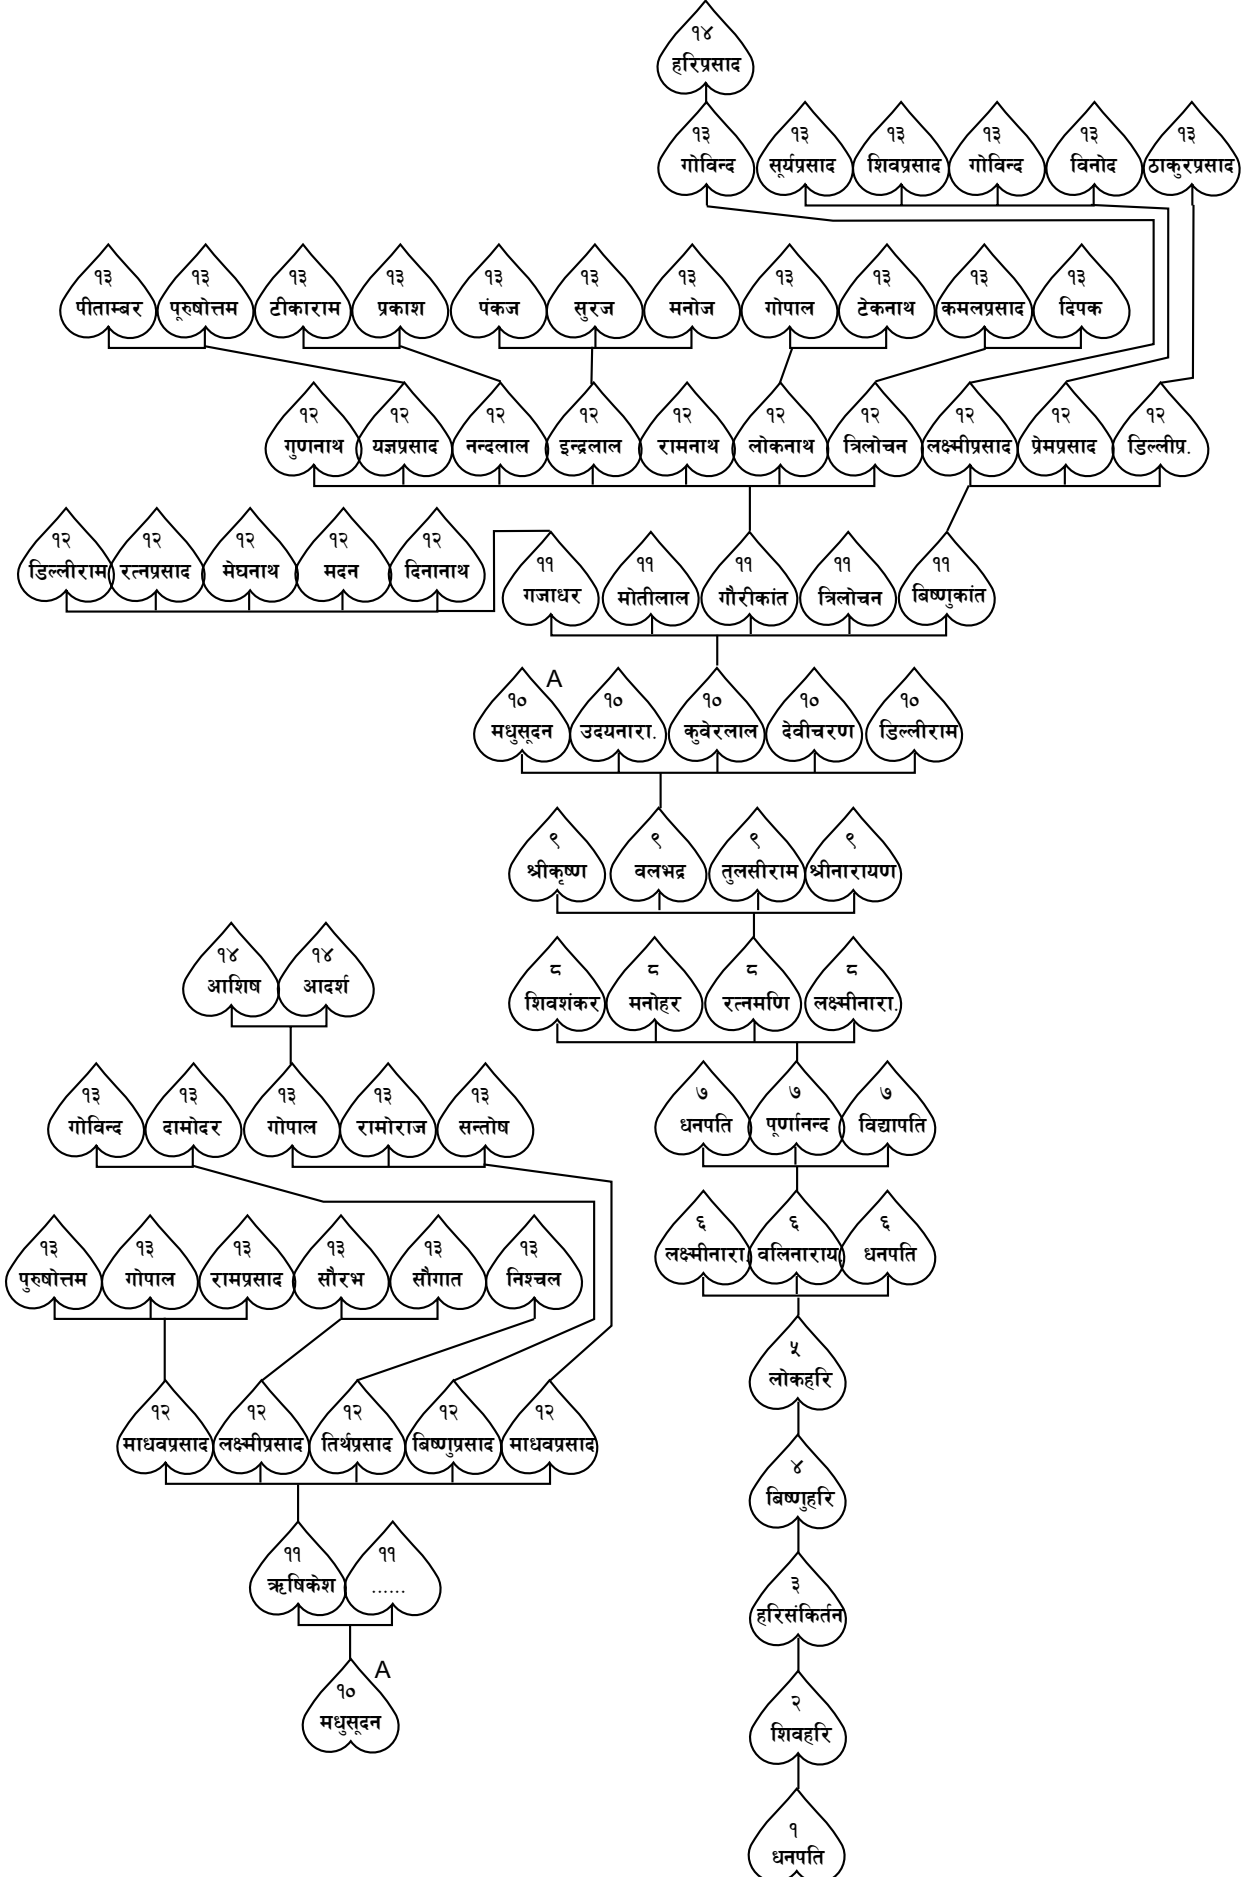 १४
हरिप्रसाद
१३ १३ १३ १३ १३ १३
गोविन्द सूर्यप्रसाद शिवप्रसाद गोविन्द विनोद ठाकुरप्रसाद
१३ १३ १३ १३ १३ १३ १३ १३ १३ १३ १३
पीताम्बर पूरुषोत्तम टीकाराम प्रकाश पंकज सुरज मनोज गोपाल टेकनाथ कमलप्रसाद दिपक
१२ १२ १२ १२ १२ १२ १२ १२ १२ १२
गुणनाथ यज्ञप्रसाद नन्दलाल इन्द्रलाल रामनाथ लोकनाथ त्रिलोचन लक्ष्मीप्रसाद प्रेमप्रसाद डिल्लीप्र.
१२ १२ १२ १२ १२
डिल्लीराम रत्नप्रसाद मेघनाथ मदन दिनानाथ
११ ११ ११ ११ ११
गजाधर मोतीलाल गौरीकांत त्रिलोचन बिष्णुकांत
A
१० १० १० १० १०
मधुसूदन उदयनारा. कुवेरलाल देवीचरण डिल्लीराम
९ ९ ९ ९
श्रीकृष्ण वलभद्र तुलसीराम श्रीनारायण
८ ८ ८ ८
शिवशंकर मनोहर रत्नमणि लक्ष्मीनारा.
७ ७ ७
धनपति पूर्णानन्द विद्यापति
६ ६ ६
लक्ष्मीनारा. वलिनाराय धनपति
५
लोकहरि
४
बिष्णुहरि
३
हरिसंकिर्तन
२
शिवहरि
१
धनपति
१४ १४
आशिष आदर्श
१३ १३ १३ १३ १३
गोविन्द दामोदर गोपाल रामोराज सन्तोष
१३ १३ १३ १३ १३ १३
पुरुषोत्तम गोपाल रामप्रसाद सौरभ सौगात निश्चल
१२ १२ १२ १२ १२
माधवप्रसाद लक्ष्मीप्रसाद तिर्थप्रसाद बिष्णुप्रसाद माधवप्रसाद
११ ११
ऋषिकेश ......
A
१०
मधुसूदन